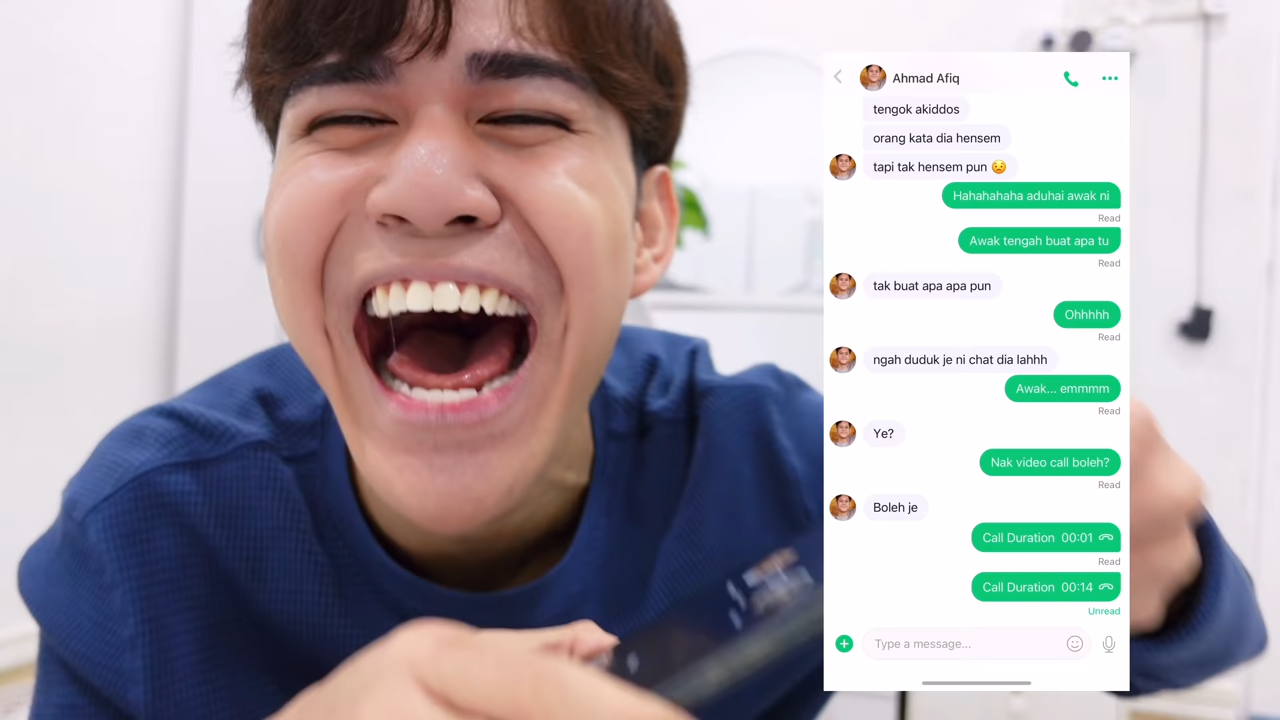 Ahmad Afiq
tengok akiddos
orang kata dia hensem
tapi tak hensem pun 😣
Hahahahaha aduhai awak ni
Read
Awak tengah buat apa tu
Read
tak buat apa apa pun
Ohhhhh
Read
ngah duduk je ni chat dia lahhh
Awak... emmmm
Read
Ye?
Nak video call boleh?
Read
Boleh je
Call Duration 00:01
Read
Call Duration 00:14
Unread
Type a message...